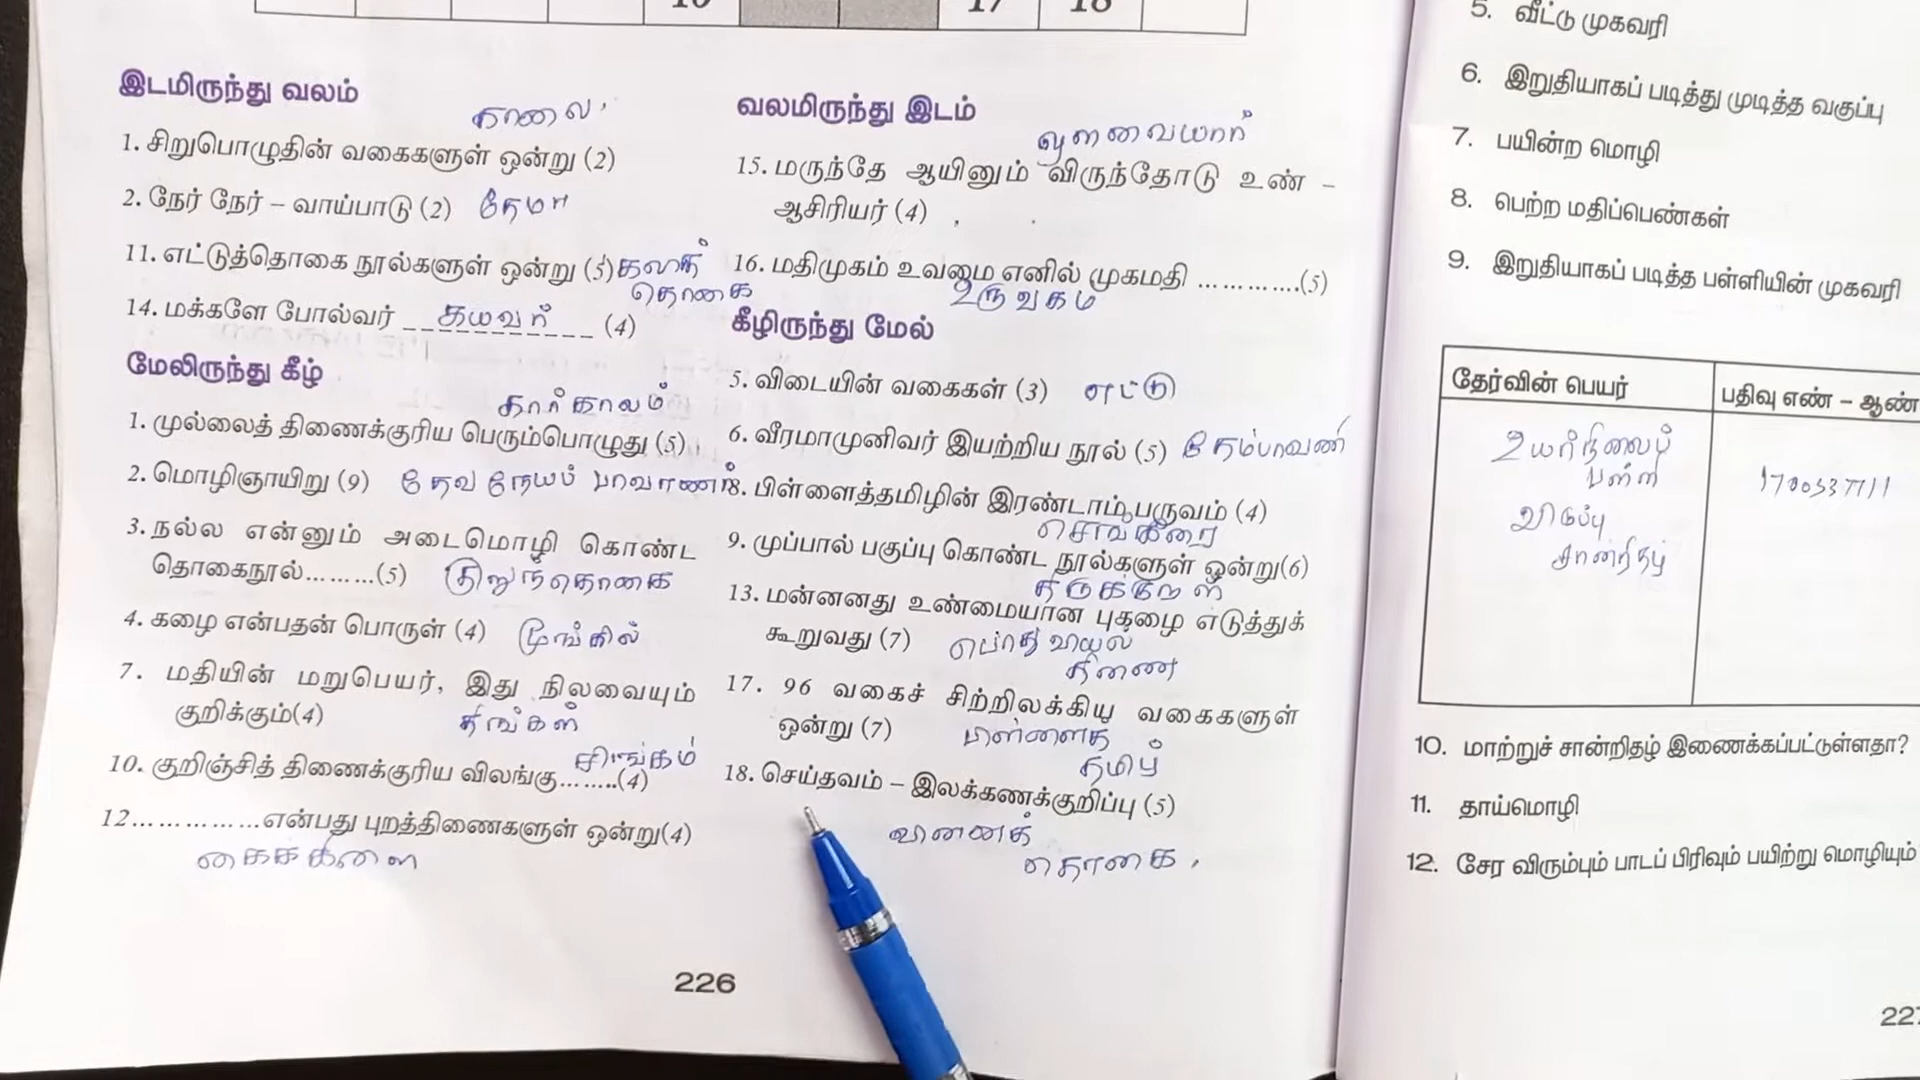 16
17
18
இடமிருந்து வலம்
காலை
1. சிறுபொழுதின் வகைகளுள் ஒன்று (2)
2. நேர் நேர் – வாய்பாடு (2) தேமா
11. எட்டுத்தொகை நூல்களுள் ஒன்று (5) கலித்
தொகை
14. மக்களே போல்வர் கயவர் (4)
மேலிருந்து கீழ்
கார்காலம்
1. முல்லைத் திணைக்குரிய பெரும்பொழுது (5)
2. மொழிஞாயிறு (9) தேவநேயப் பாவாணர்
3. நல்ல என்னும் அடைமொழி கொண்ட
தொகைநூல்.........(5) குறுந்தொகை
4. கழை என்பதன் பொருள் (4) மூங்கில்
7. மதியின் மறுபெயர், இது நிலவையும்
குறிக்கும்(4) திங்கள்
சிங்கம்
10. குறிஞ்சித் திணைக்குரிய விலங்கு........(4)
12...............என்பது புறத்திணைகளுள் ஒன்று(4)
கைக்கிளை
226
வலமிருந்து இடம்
ஔவையார்
15. மருந்தே ஆயினும் விருந்தோடு உண் –
ஆசிரியர் (4)
16. மதிமுகம் உவமை எனில் முகமதி ............(5)
உருவகம்
கீழிருந்து மேல்
5. விடையின் வகைகள் (3) எட்டு
6. வீரமாமுனிவர் இயற்றிய நூல் (5) தேம்பாவணி
8. பிள்ளைத்தமிழின் இரண்டாம் பருவம் (4)
செங்கீரை
9. முப்பால் பகுப்பு கொண்ட நூல்களுள் ஒன்று(6)
திருக்குறள்
13. மன்னனது உண்மையான புகழை எடுத்துக்
கூறுவது (7) பொதுவியல்
திணை
17. 96 வகைச் சிற்றிலக்கிய வகைகளுள்
ஒன்று (7) பிள்ளைத்
தமிழ்
18. செய்தவம் – இலக்கணக்குறிப்பு (5)
வினைத்
தொகை
5. வீட்டு முகவரி
6. இறுதியாகப் படித்து முடித்த வகுப்பு
7. பயின்ற மொழி
8. பெற்ற மதிப்பெண்கள்
9. இறுதியாகப் படித்த பள்ளியின் முகவரி
தேர்வின் பெயர்
பதிவு எண் – ஆண்
உயர்நிலைப்
பள்ளி
விடுப்பு
சான்றிதழ்
10. மாற்றுச் சான்றிதழ் இணைக்கப்பட்டுள்ளதா?
11. தாய்மொழி
12. சேர விரும்பும் பாடப் பிரிவும் பயிற்று மொழியும்
227